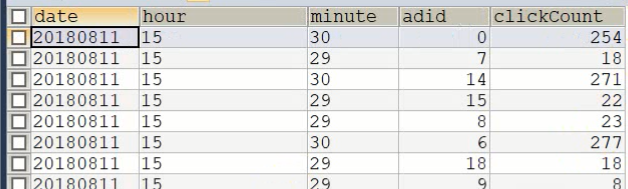 date hour minute adid clickCount
20180811 15 30 0 254
20180811 15 29 7 18
20180811 15 30 14 271
20180811 15 29 15 22
20180811 15 29 8 23
20180811 15 30 6 277
20180811 15 29 18 18
20180811 15 29 9 8